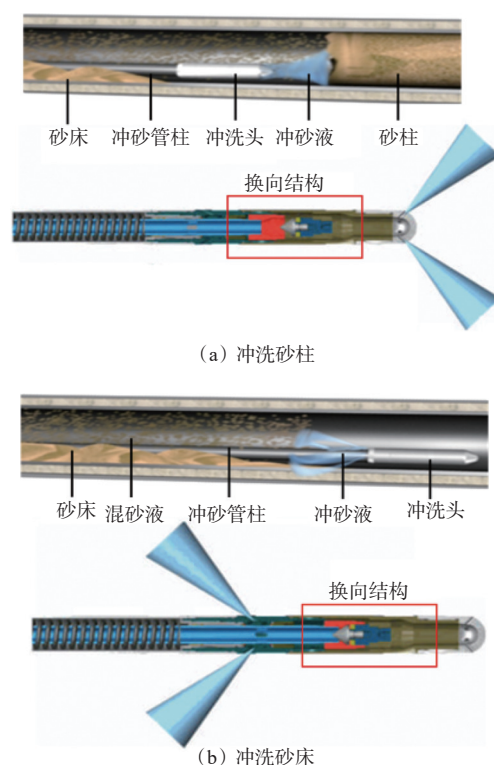 砂床 冲砂管柱 冲洗头 冲砂液 砂柱
换向结构
（a）冲洗砂柱
砂床 混砂液 冲砂管柱 冲砂液 冲洗头
换向结构
（b）冲洗砂床